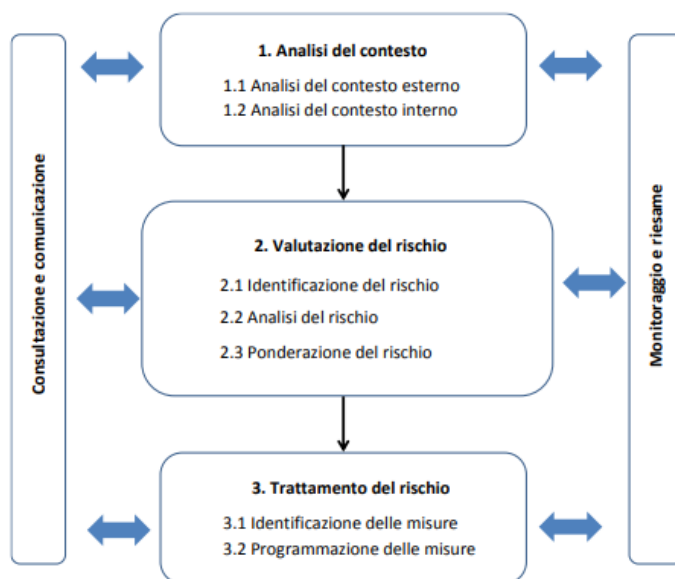 Consultazione e comunicazione
1. Analisi del contesto
1.1 Analisi del contesto esterno
1.2 Analisi del contesto interno
2. Valutazione del rischio
2.1 Identificazione del rischio
2.2 Analisi del rischio
2.3 Ponderazione del rischio
3. Trattamento del rischio
3.1 Identificazione delle misure
3.2 Programmazione delle misure
Monitoraggio e riesame